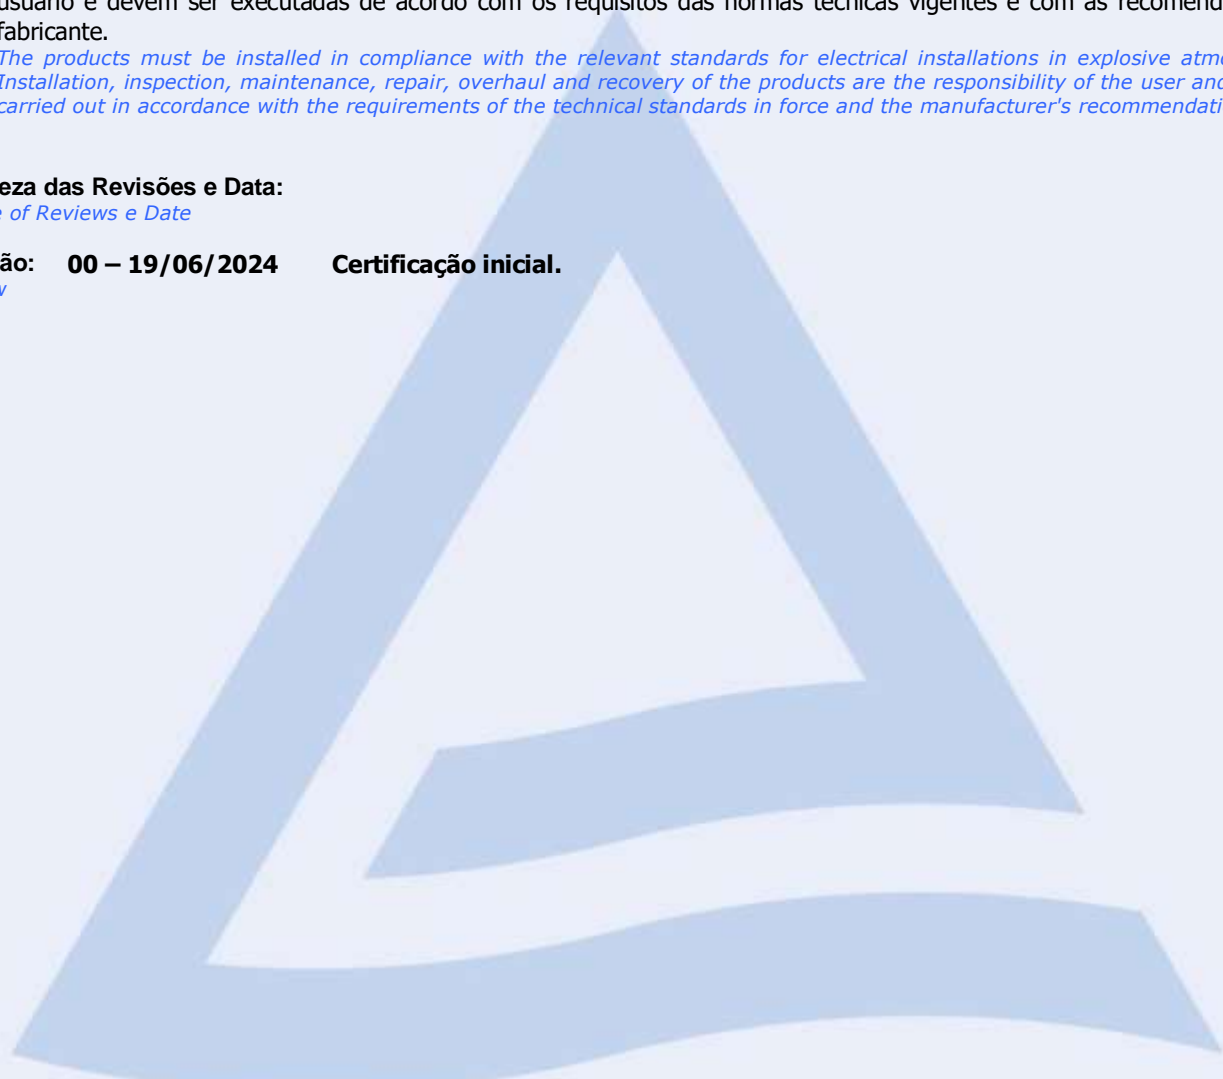 usuário e devem ser executadas de acordo com os requisitos das normas técnicas vigentes e com as recomend
fabricante.
The products must be installed in compliance with the relevant standards for electrical installations in explosive atm
Installation, inspection, maintenance, repair, overhaul and recovery of the products are the responsibility of the user and
carried out in accordance with the requirements of the technical standards in force and the manufacturer's recommendati
eza das Revisões e Data:
e of Reviews e Date
ão: 00 – 19/06/2024 Certificação inicial.
w